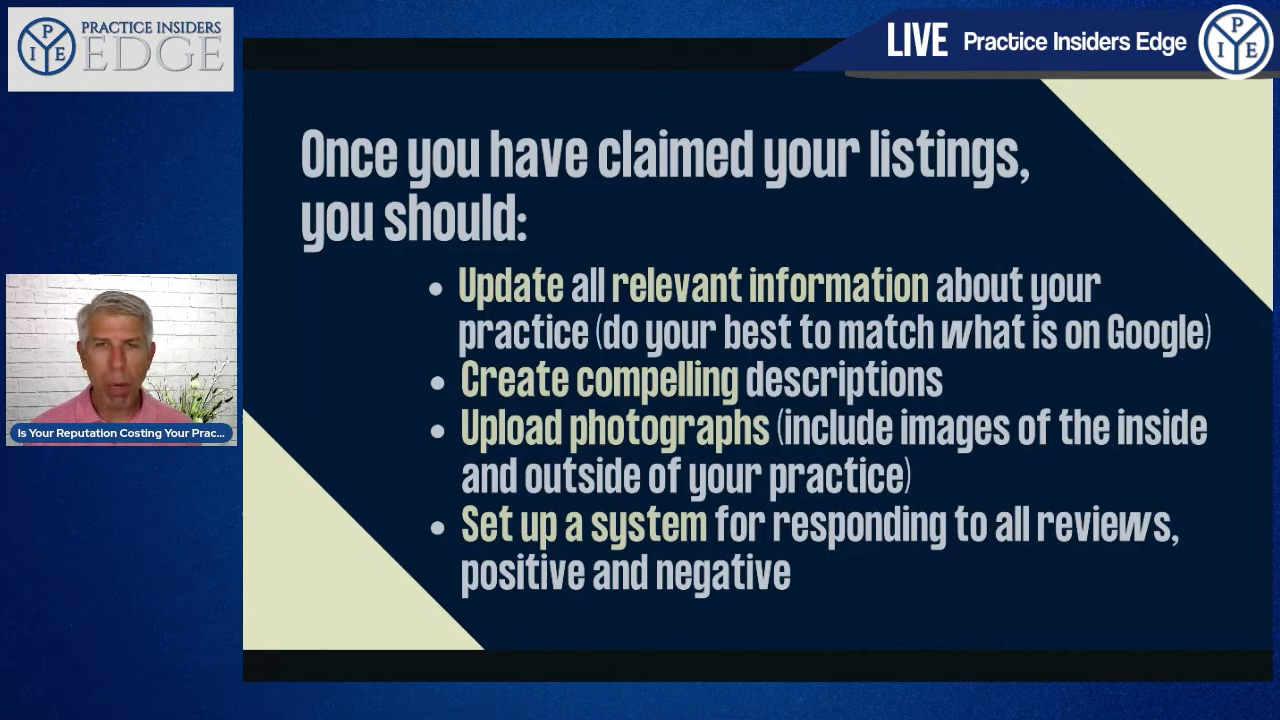 P
I E
PRACTICE INSIDERS
EDGE
LIVE Practice Insiders Edge
P
I E
Once you have claimed your listings,
you should:
• Update all relevant information about your
practice (do your best to match what is on Google)
• Create compelling descriptions
• Upload photographs (include images of the inside
and outside of your practice)
• Set up a system for responding to all reviews,
positive and negative
Is Your Reputation Costing Your Prac...